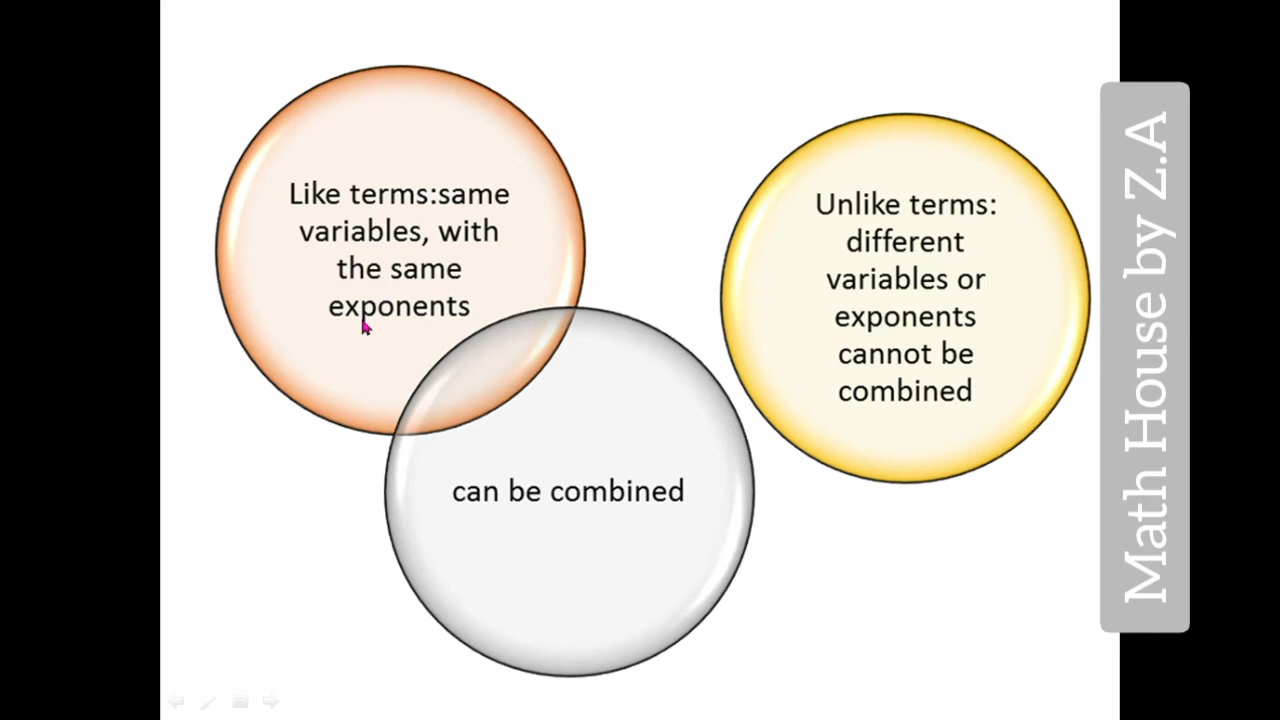 Like terms:same
variables, with
the same
exponents
Unlike terms:
different
variables or
exponents
cannot be
combined
can be combined
Math House by Z.A